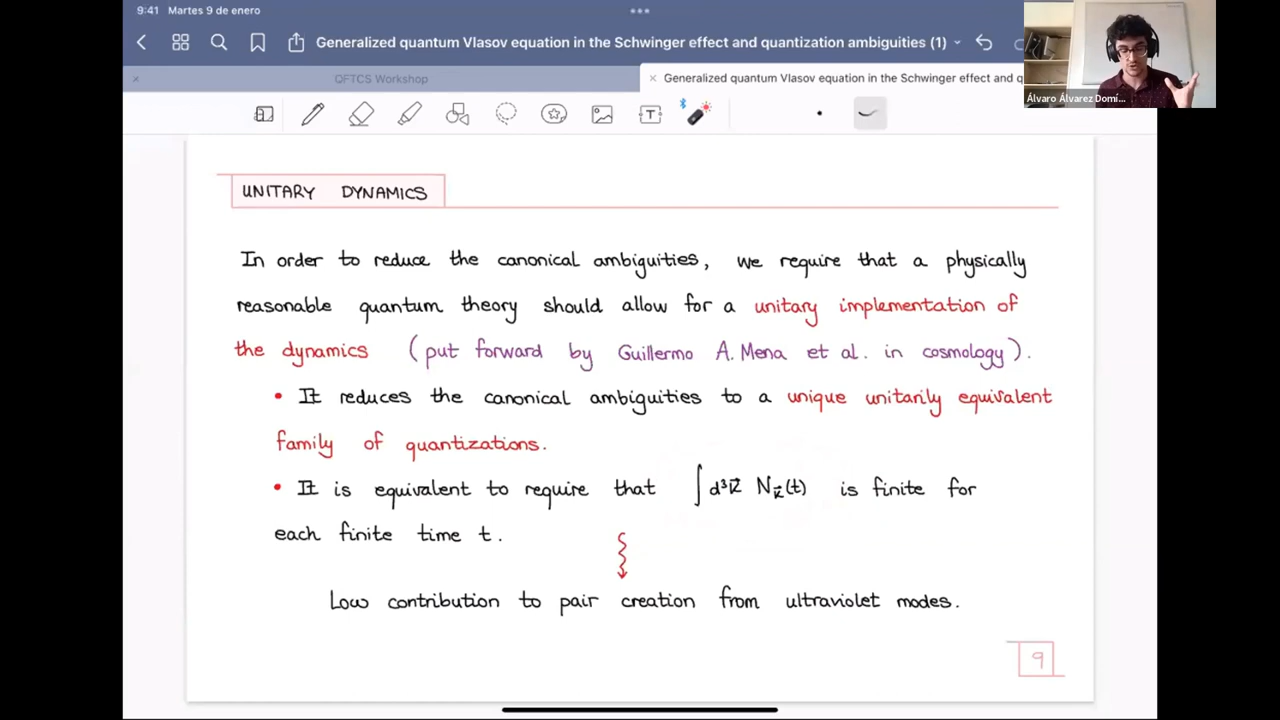 9:41 Martes 9 de enero
Generalized quantum Vlasov equation in the Schwinger effect and quantization ambiguities (1)
QFTCS Workshop
Generalized quantum Vlasov equation in the Schwinger effect and q
Álvaro Álvarez Domí...
UNITARY DYNAMICS
In order to reduce the canonical ambiguities, we require that a physically
reasonable quantum theory should allow for a unitary implementation of
the dynamics (put forward by Guillermo A. Mena et al. in cosmology).
• It reduces the canonical ambiguities to a unique unitarily equivalent
family of quantizations.
• It is equivalent to require that ∫d³k⃗ N_k⃗(t) is finite for
each finite time t.
Low contribution to pair creation from ultraviolet modes.
9